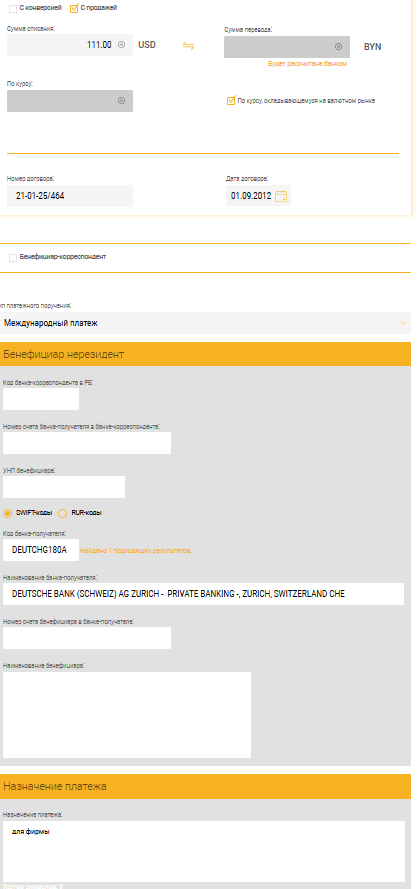 С конверсией С продажей
Сумма списания: Сумма перевода:
111.00 USD BYN
Будет рассчитана банком
По курсу:
По курсу, складывающемуся на валютном рынке
Номер договора: Дата договора:
21-01-25/464 01.09.2012
Бенефициар-корреспондент
ип платежного поручения:
Международный платеж
Бенефициар нерезидент
Код банка-корреспондента в РБ:
Номер счета банка-получателя в банке-корреспонденте:
УНП бенефициара:
SWIFT-коды RUR-коды
Код банка-получателя:
DEUTCHG180A Найдено 1 подходящих результатов.
Наименование банка-получателя:
DEUTSCHE BANK (SCHWEIZ) AG ZURICH - PRIVATE BANKING -, ZURICH, SWITZERLAND CHE
Номер счета бенефициара в банке-получателе:
Наименование бенефициара:
Назначение платежа
Назначение платежа:
для фирмы